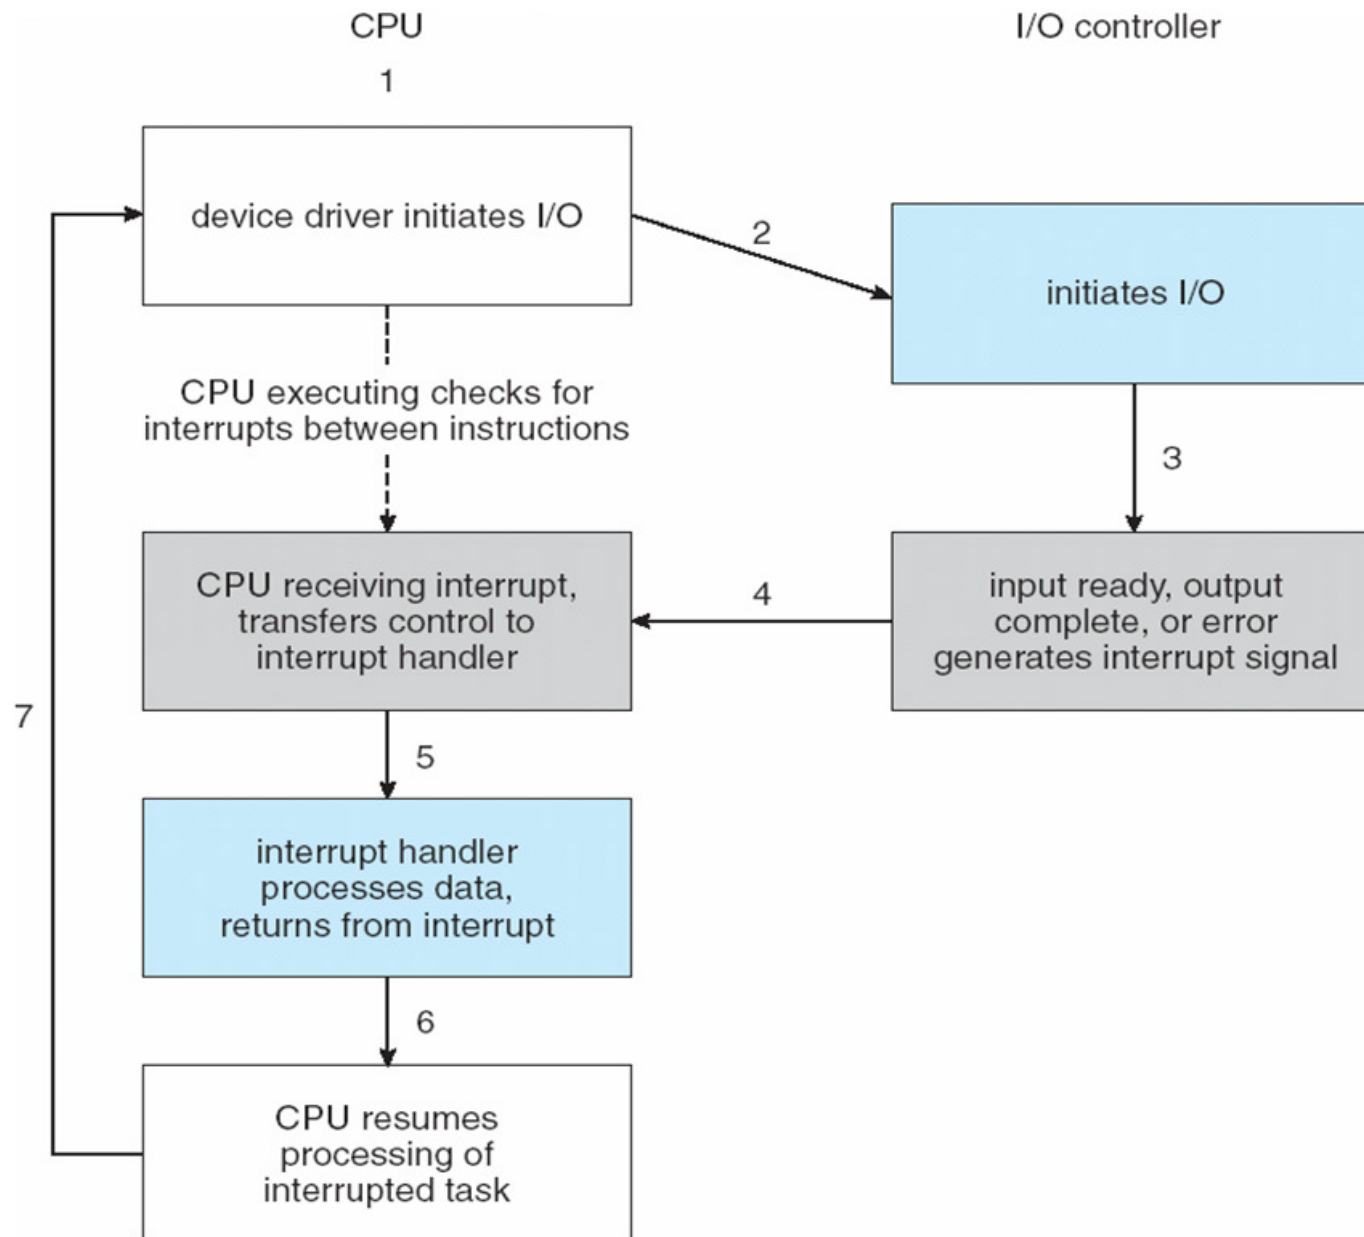 CPU
I/O controller
1
device driver initiates I/O
2
initiates I/O
CPU executing checks for
interrupts between instructions
3
CPU receiving interrupt,
transfers control to
interrupt handler
4
input ready, output
complete, or error
generates interrupt signal
7
5
interrupt handler
processes data,
returns from interrupt
6
CPU resumes
processing of
interrupted task